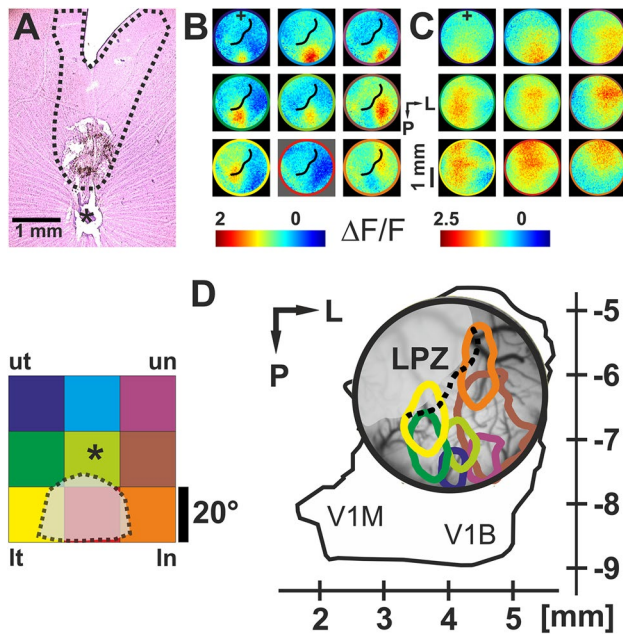 A
*
1 mm
B
+
L
P
2
0
ΔF/F
C
+
1 mm
2.5
0
D
L
P
LPZ
V1M
V1B
-5
-6
-7
-8
-9
2
3
4
5
[mm]
ut
un
*
lt
ln
20°